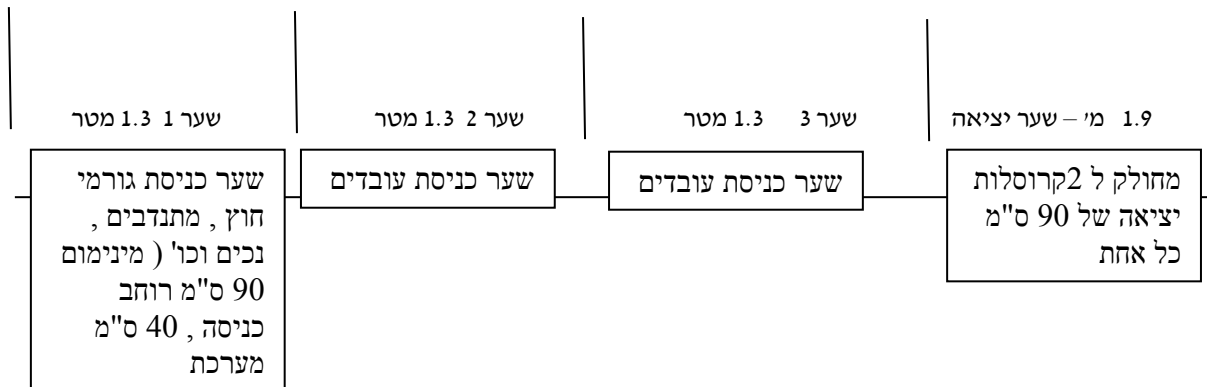 1.9 מ' – שער יציאה
שער 3 1.3 מטר
שער 2 1.3 מטר
שער 1 1.3 מטר
מחולק ל 2קרוסלות
יציאה של 90 ס"מ
כל אחת
שער כניסת עובדים
שער כניסת עובדים
שער כניסת גורמי
חוץ , מתנדבים ,
נכים וכו' ( מינימום
90 ס"מ רוחב
כניסה , 40 ס"מ
מערכת